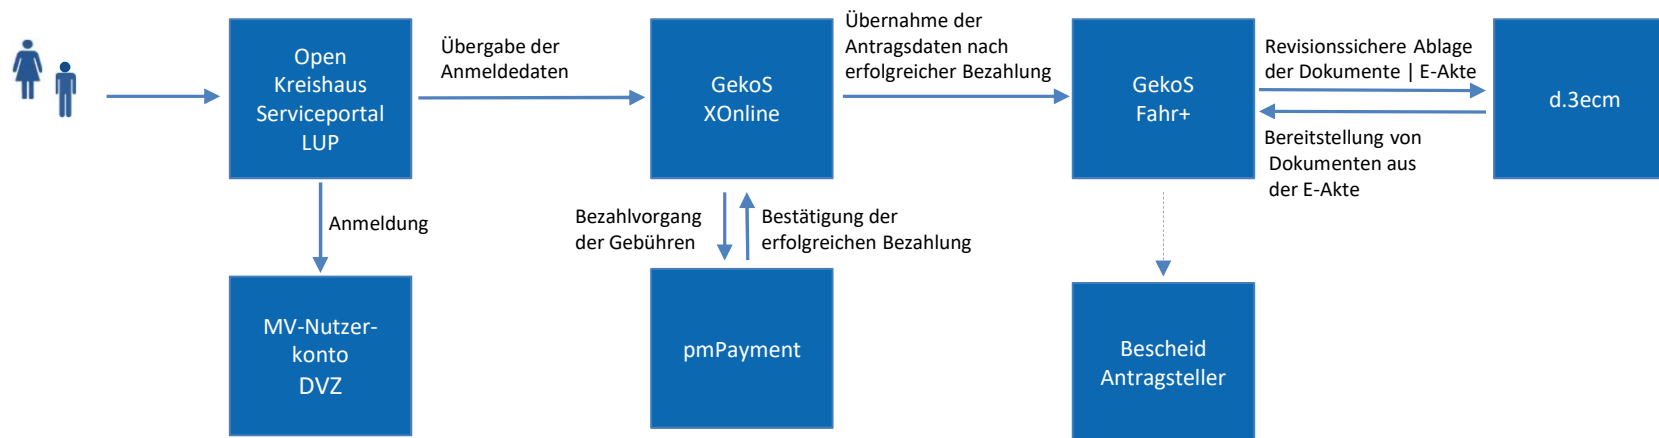 Open
Kreishaus
Serviceportal
LUP
Übergabe der
Anmeldedaten
GekoS
XOnline
Übernahme der
Antragsdaten nach
erfolgreicher Bezahlung
GekoS
Fahr+
Revisionssichere Ablage
der Dokumente | E-Akte
Bereitstellung von
Dokumenten aus
der E-Akte
d.3ecm
Anmeldung
Bezahlvorgang
der Gebühren
Bestätigung der
erfolgreichen Bezahlung
MV-Nutzer-
konto
DVZ
pmPayment
Bescheid
Antragsteller